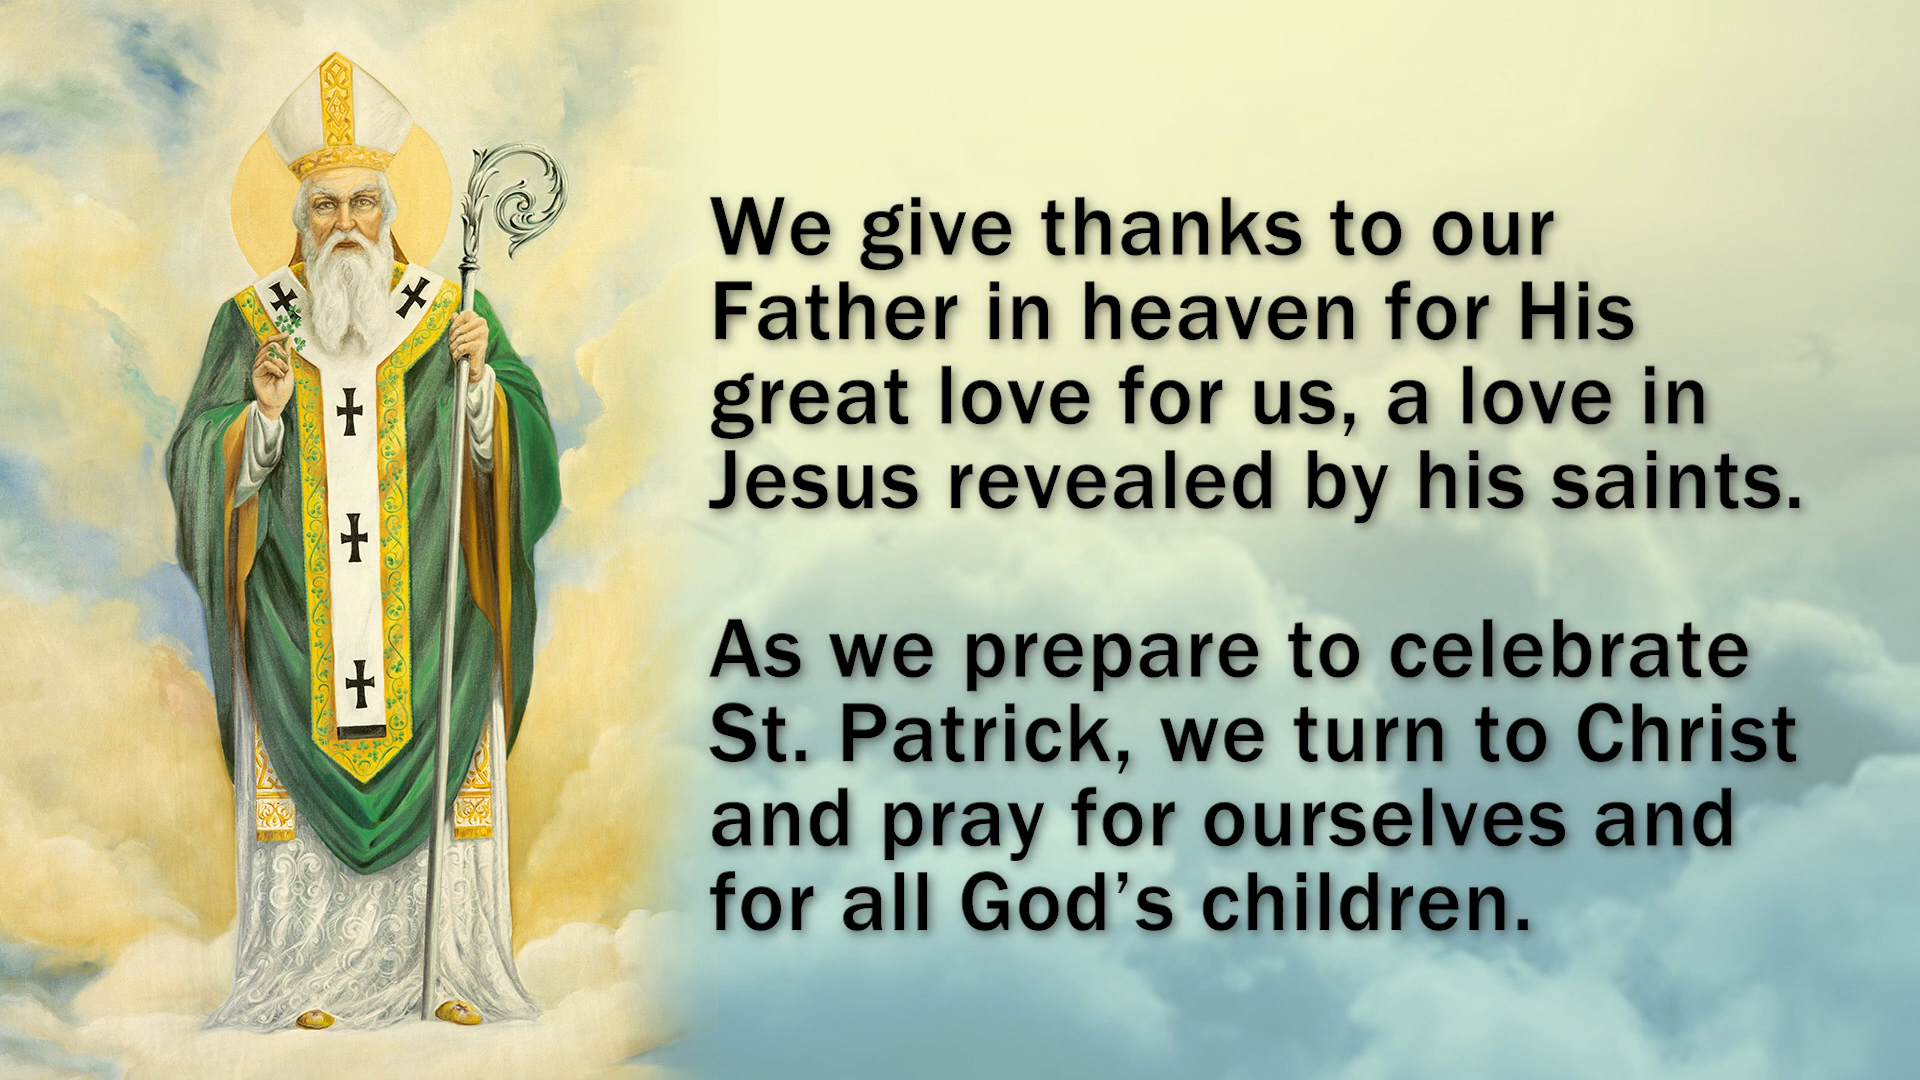 We give thanks to our
Father in heaven for His
great love for us, a love in
Jesus revealed by his saints.
As we prepare to celebrate
St. Patrick, we turn to Christ
and pray for ourselves and
for all God’s children.